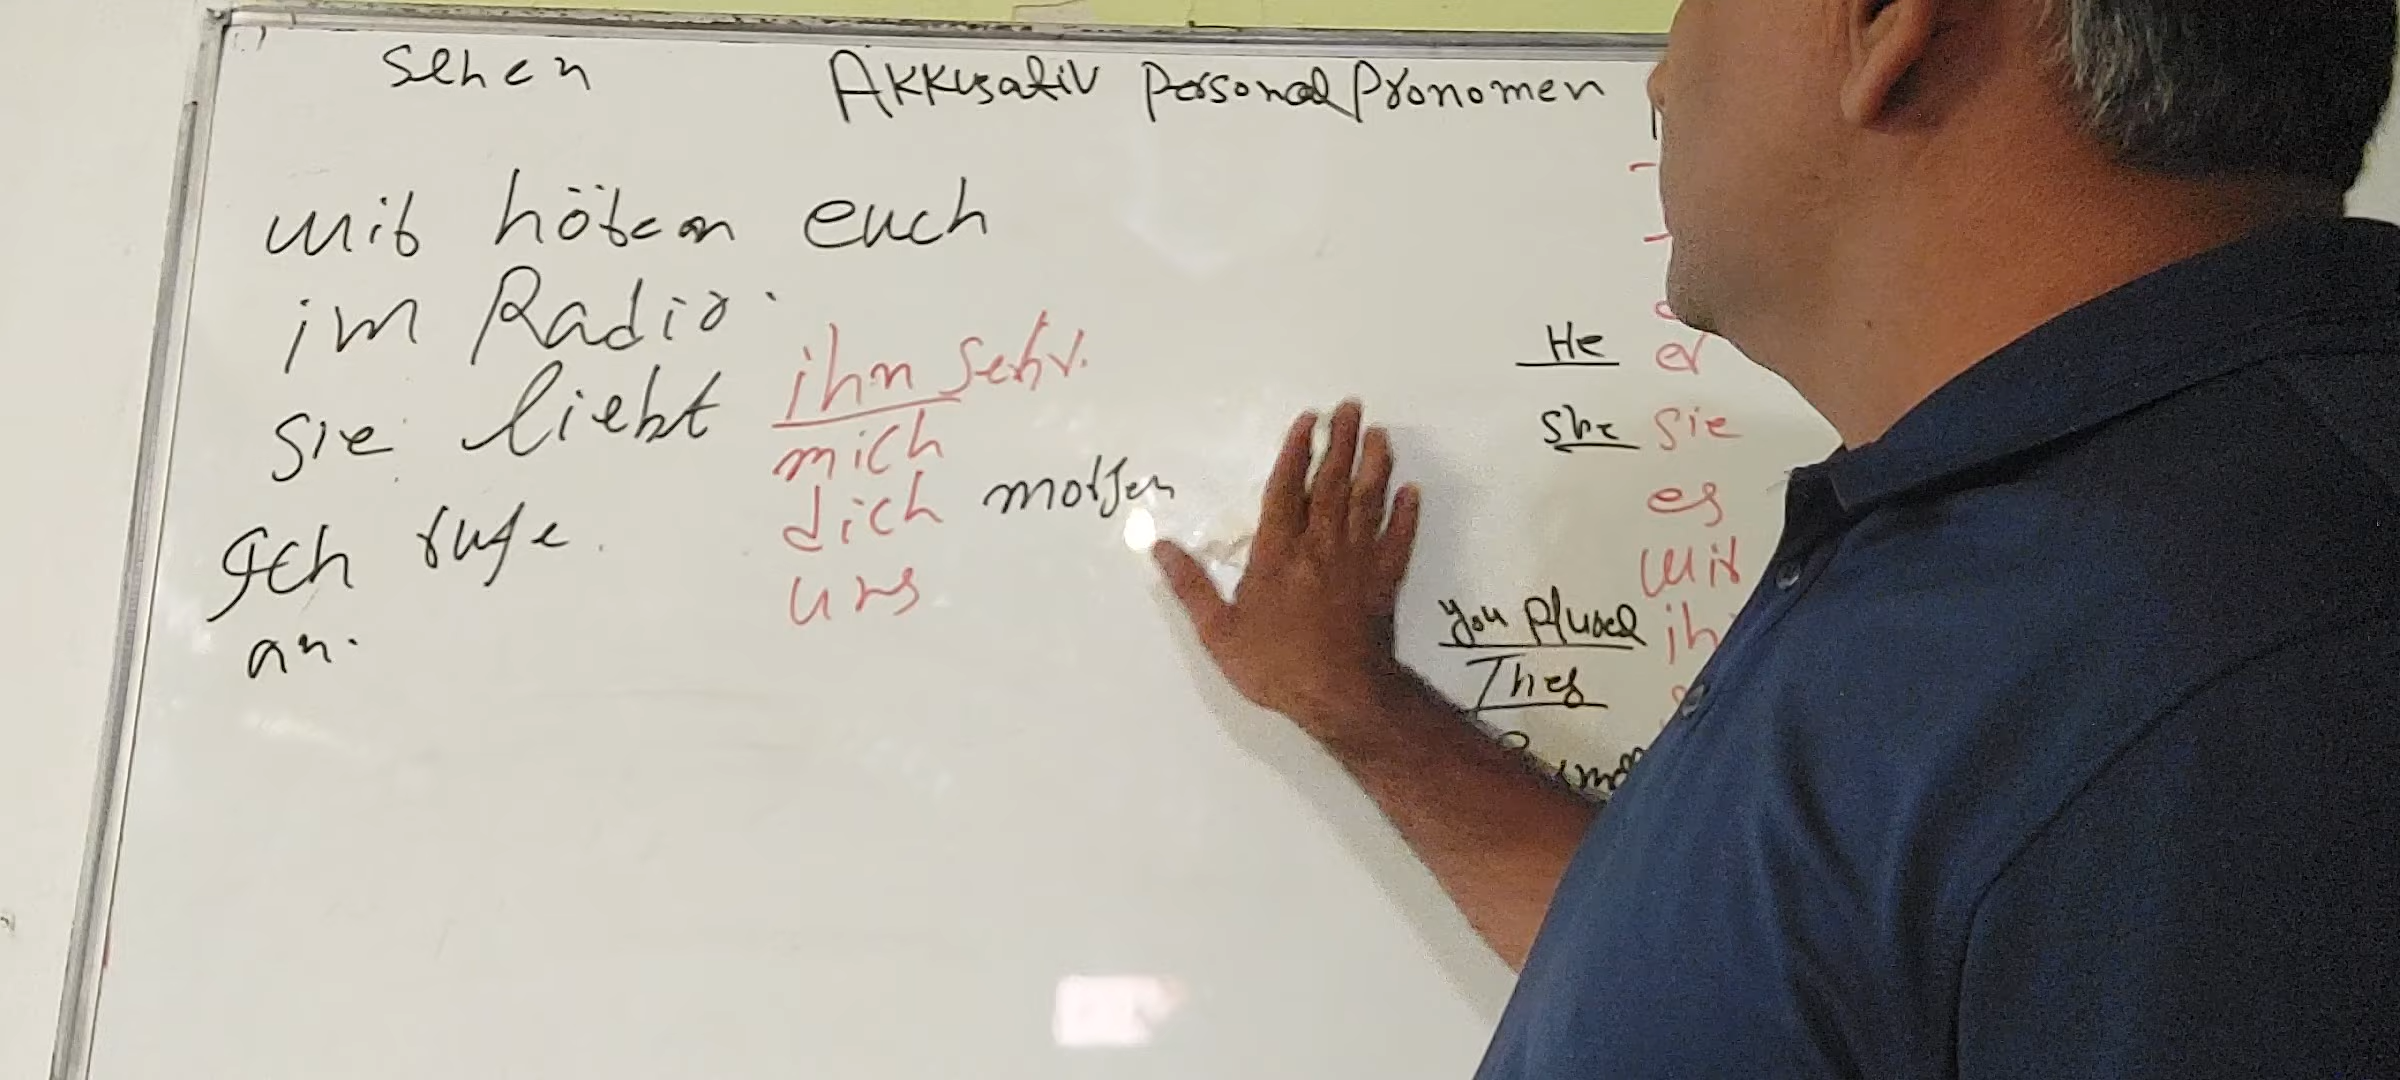 sehen
Akkusativ Personal Pronomen
wir hören euch
im Radio.
Sie liebt ihn sehr.
mich
Ich rufe dich morgen
uns
an.
He er
She sie
es
wir
you Plural ih
They